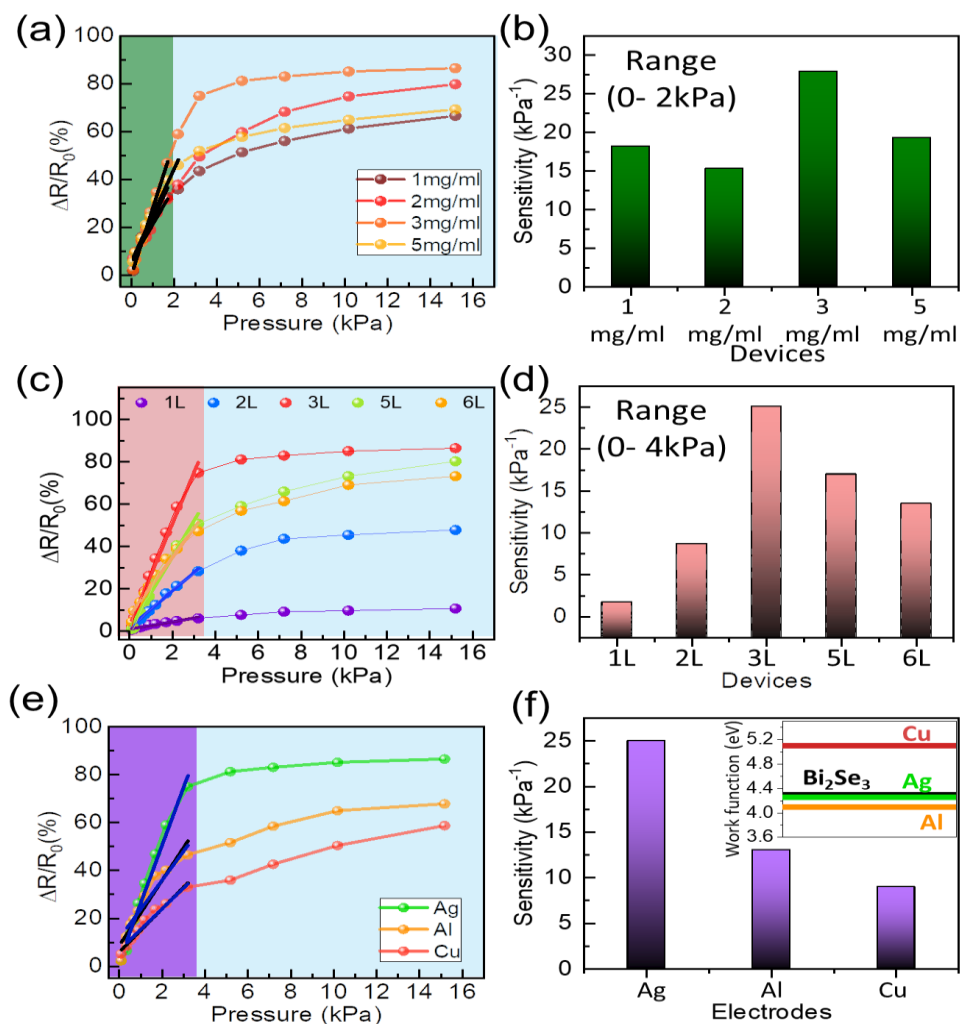 (a)
100
80
60
40
20
0
ΔR/R₀(%)
1mg/ml
2mg/ml
3mg/ml
5mg/ml
0 2 4 6 8 10 12 14 16
Pressure (kPa)
(b)
30
25
20
15
10
5
0
Sensitivity (kPa⁻¹)
Range
(0- 2kPa)
1 2 3 5
mg/ml mg/ml mg/ml mg/ml
Devices
(c)
1L 2L 3L 5L 6L
100
80
60
40
20
0
ΔR/R₀(%)
0 2 4 6 8 10 12 14 16
Pressure (kPa)
(d)
25
20
15
10
5
0
Sensitivity (kPa⁻¹)
Range
(0- 4kPa)
1L 2L 3L 5L 6L
Devices
(e)
100
80
60
40
20
0
ΔR/R₀(%)
Ag
Al
Cu
0 2 4 6 8 10 12 14 16
Pressure (kPa)
(f)
25
20
15
10
5
0
Sensitivity (kPa⁻¹)
5.2
4.8
4.4
4.0
3.6
Work function (eV)
Cu
Bi₂Se₃
Ag
Al
Ag Al Cu
Electrodes